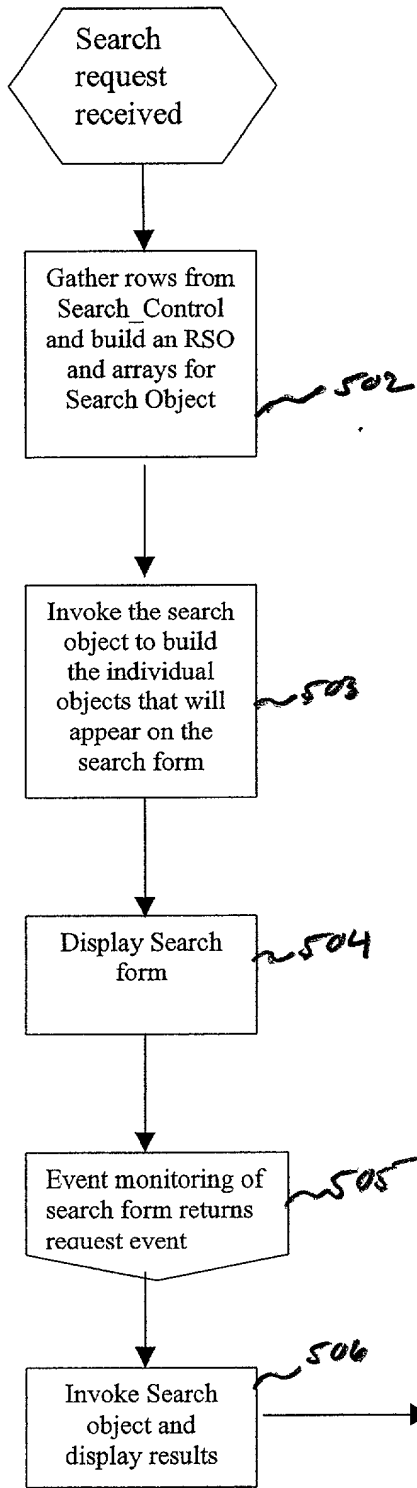 Search
request
received
Gather rows from
Search_Control
and build an RSO
and arrays for
Search Object
502
Invoke the search
object to build
the individual
objects that will
appear on the
search form
503
Display Search
form
504
Event monitoring of
search form returns
request event
505
506
Invoke Search
object and
display results